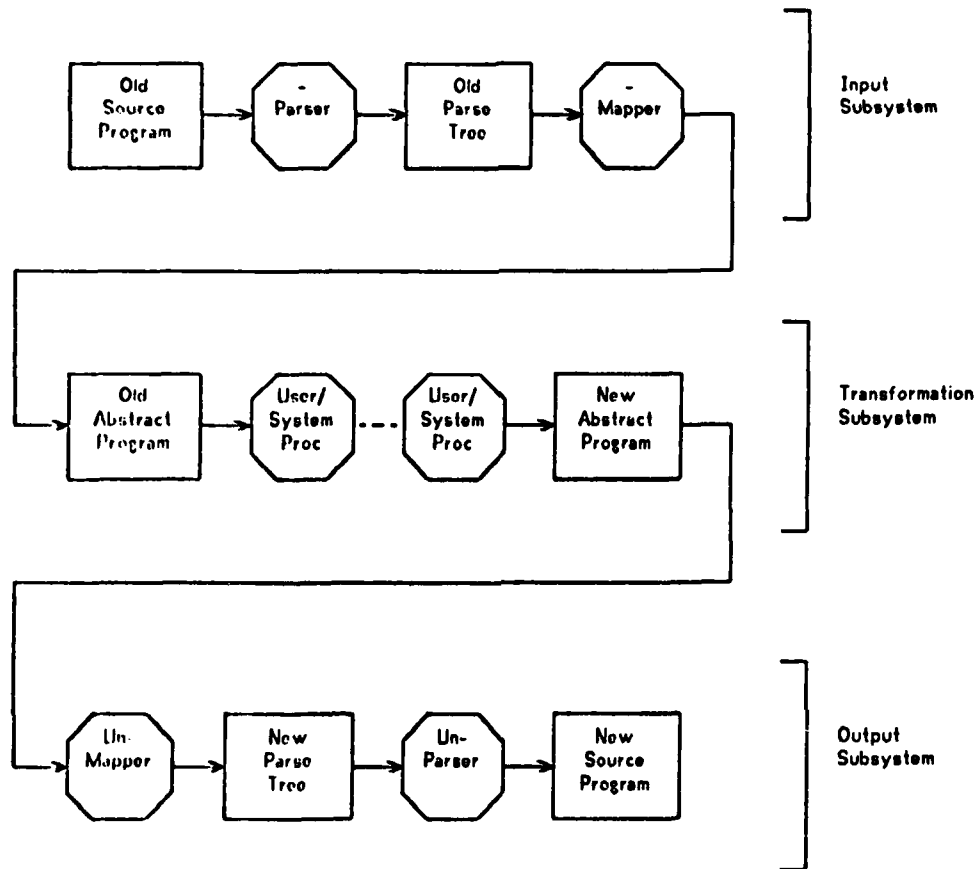 Old
Source
Program
-
Parser
Old
Parse
Tree
-
Mapper
Input
Subsystem
Old
Abstract
Program
User/
System
Proc
User/
System
Proc
New
Abstract
Program
Transformation
Subsystem
Un-
Mapper
New
Parse
Tree
Un-
Parser
New
Source
Program
Output
Subsystem